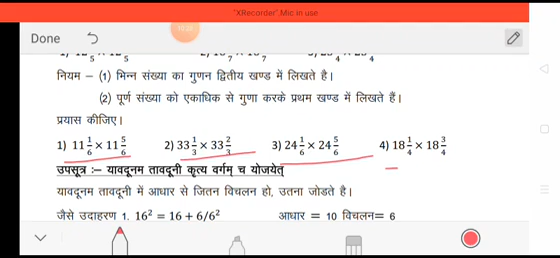 'XRecorder' Mic in use
Done
नियम – (1) भिन्न संख्या का गुणन द्वितीय खण्ड में लिखते है।
(2) पूर्ण संख्या को एकाधिक से गुणा करके प्रथम खण्ड में लिखते हैं।
प्रयास कीजिए।
1) 11 1/6 × 11 5/6 2) 33 1/3 × 33 2/3 3) 24 1/6 × 24 5/6 4) 18 1/4 × 18 3/4
उपसूत्र :– यावदूनम तावदूनी कृत्य वर्गम् च योजयेत्
यावदूनम तावदूनी में आधार से जितन विचलन हो, उतना जोडते है।
जैसे उदाहरण 1. 16² = 16 + 6/6² आधार = 10 विचलन= 6